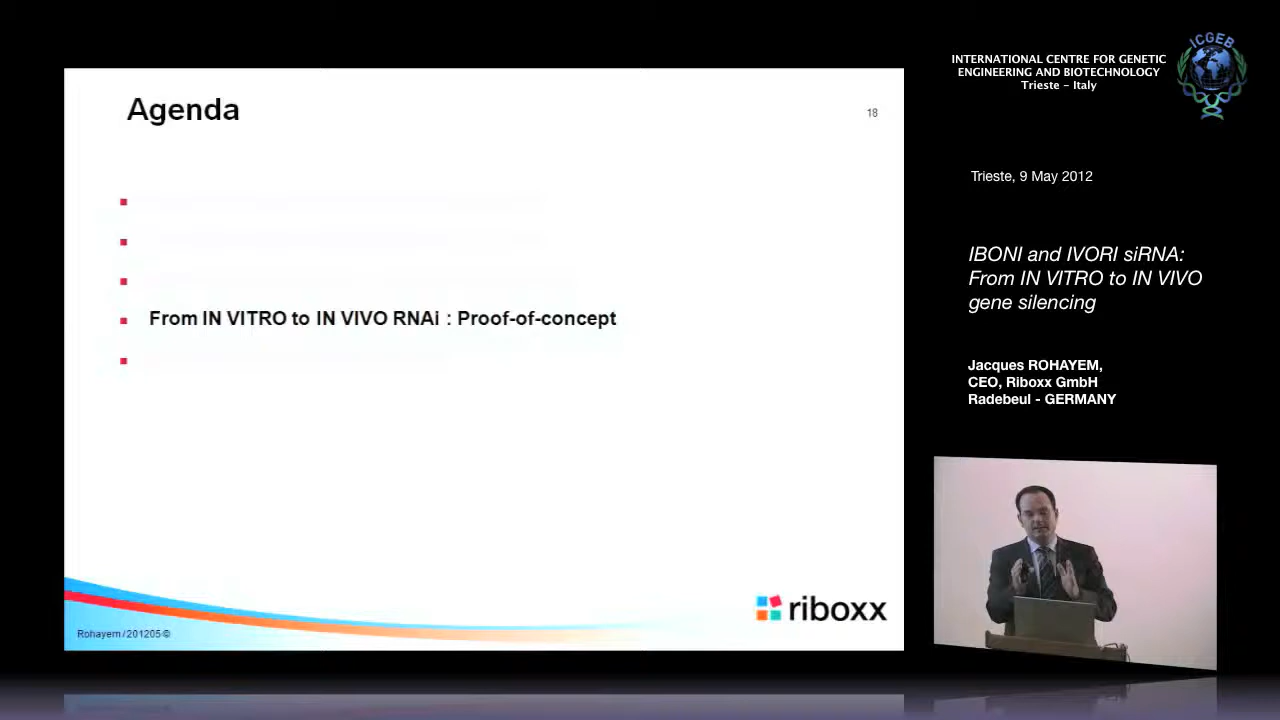 Agenda
18
From IN VITRO to IN VIVO RNAi : Proof-of-concept
Rohayem / 201205 ©
riboxx
INTERNATIONAL CENTRE FOR GENETIC
ENGINEERING AND BIOTECHNOLOGY
Trieste - Italy
ICGEB
Trieste, 9 May 2012
IBONI and IVORI siRNA:
From IN VITRO to IN VIVO
gene silencing
Jacques ROHAYEM,
CEO, Riboxx GmbH
Radebeul - GERMANY